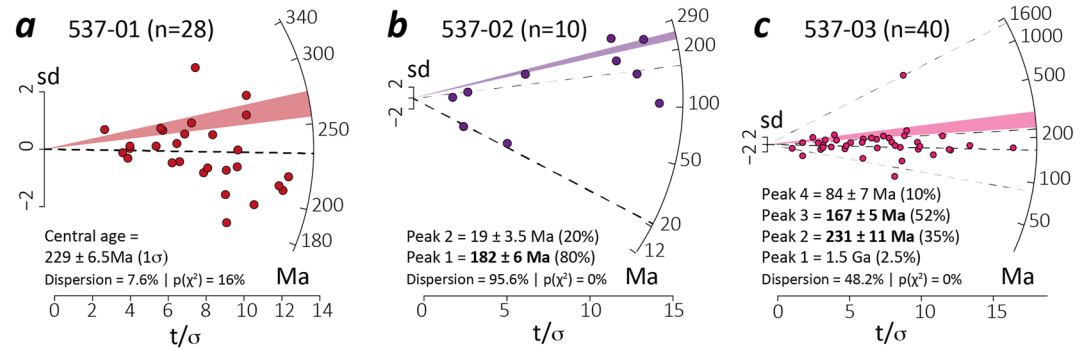 a 537-01 (n=28)
sd
2
0
−2
340
300
250
200
180
Ma
Central age =
229 ± 6.5Ma (1σ)
Dispersion = 7.6% | p(χ²) = 16%
0 2 4 6 8 10 12 14
t/σ
b 537-02 (n=10)
sd
2
−2
290
200
100
50
20
12
Ma
Peak 2 = 19 ± 3.5 Ma (20%)
Peak 1 = 182 ± 6 Ma (80%)
Dispersion = 95.6% | p(χ²) = 0%
0 5 10 15
t/σ
c 537-03 (n=40)
sd
2
−2
1600
1000
500
200
100
50
Ma
Peak 4 = 84 ± 7 Ma (10%)
Peak 3 = 167 ± 5 Ma (52%)
Peak 2 = 231 ± 11 Ma (35%)
Peak 1 = 1.5 Ga (2.5%)
Dispersion = 48.2% | p(χ²) = 0%
0 5 10 15
t/σ